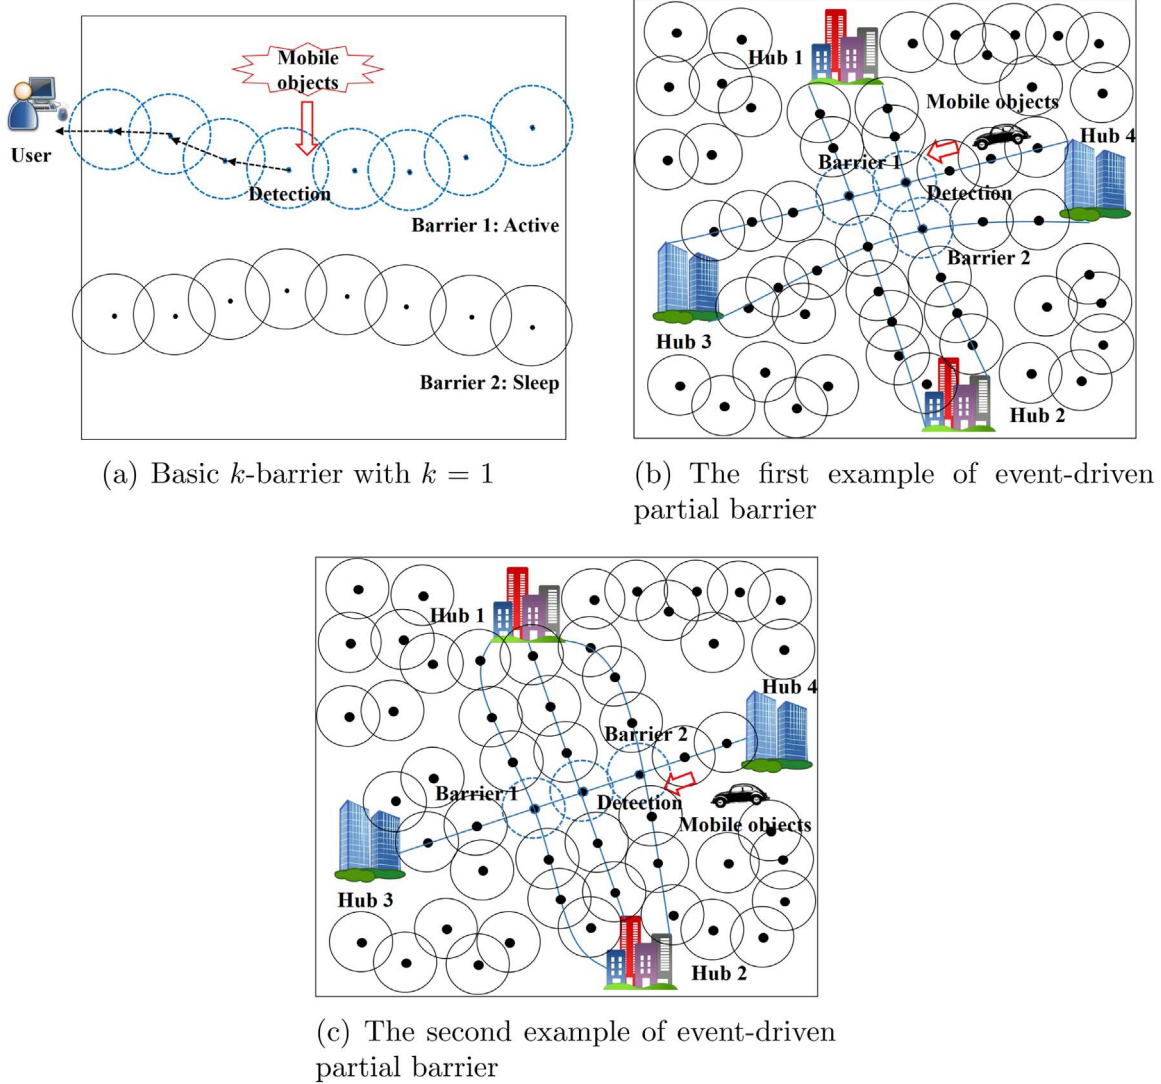 Mobile
objects
User
Detection
Barrier 1: Active
Barrier 2: Sleep
(a) Basic k-barrier with k = 1
Hub 1
Mobile objects
Hub 4
Barrier 1
Detection
Barrier 2
Hub 3
Hub 2
(b) The first example of event-driven
partial barrier
Hub 1
Hub 4
Barrier 2
Barrier 1
Detection
Mobile objects
Hub 3
Hub 2
(c) The second example of event-driven
partial barrier